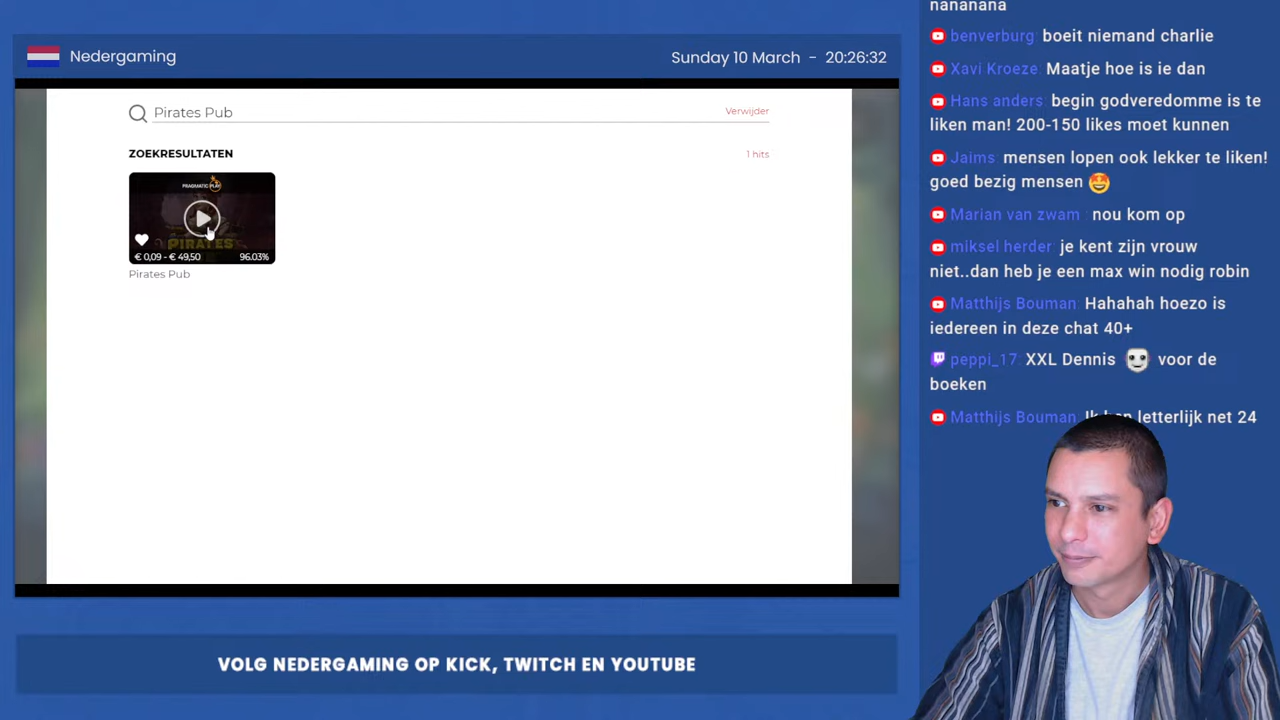 Nedergaming
Sunday 10 March - 20:26:32
Pirates Pub
Verwijder
ZOEKRESULTATEN
1 hits
PRAGMATIC PLAY
PIRATES
€ 0,09 - € 49,50
96.03%
Pirates Pub
VOLG NEDERGAMING OP KICK, TWITCH EN YOUTUBE
nananana
benverburg: boeit niemand charlie
Xavi Kroeze: Maatje hoe is ie dan
Hans anders: begin godveredomme is te
liken man! 200-150 likes moet kunnen
Jaims: mensen lopen ook lekker te liken!
goed bezig mensen 🤩
Marian van zwam : nou kom op
miksel herder: je kent zijn vrouw
niet..dan heb je een max win nodig robin
Matthijs Bouman: Hahahah hoezo is
iedereen in deze chat 40+
peppi_17: XXL Dennis voor de
boeken
Matthijs Bouman: Ik ben letterlijk net 24